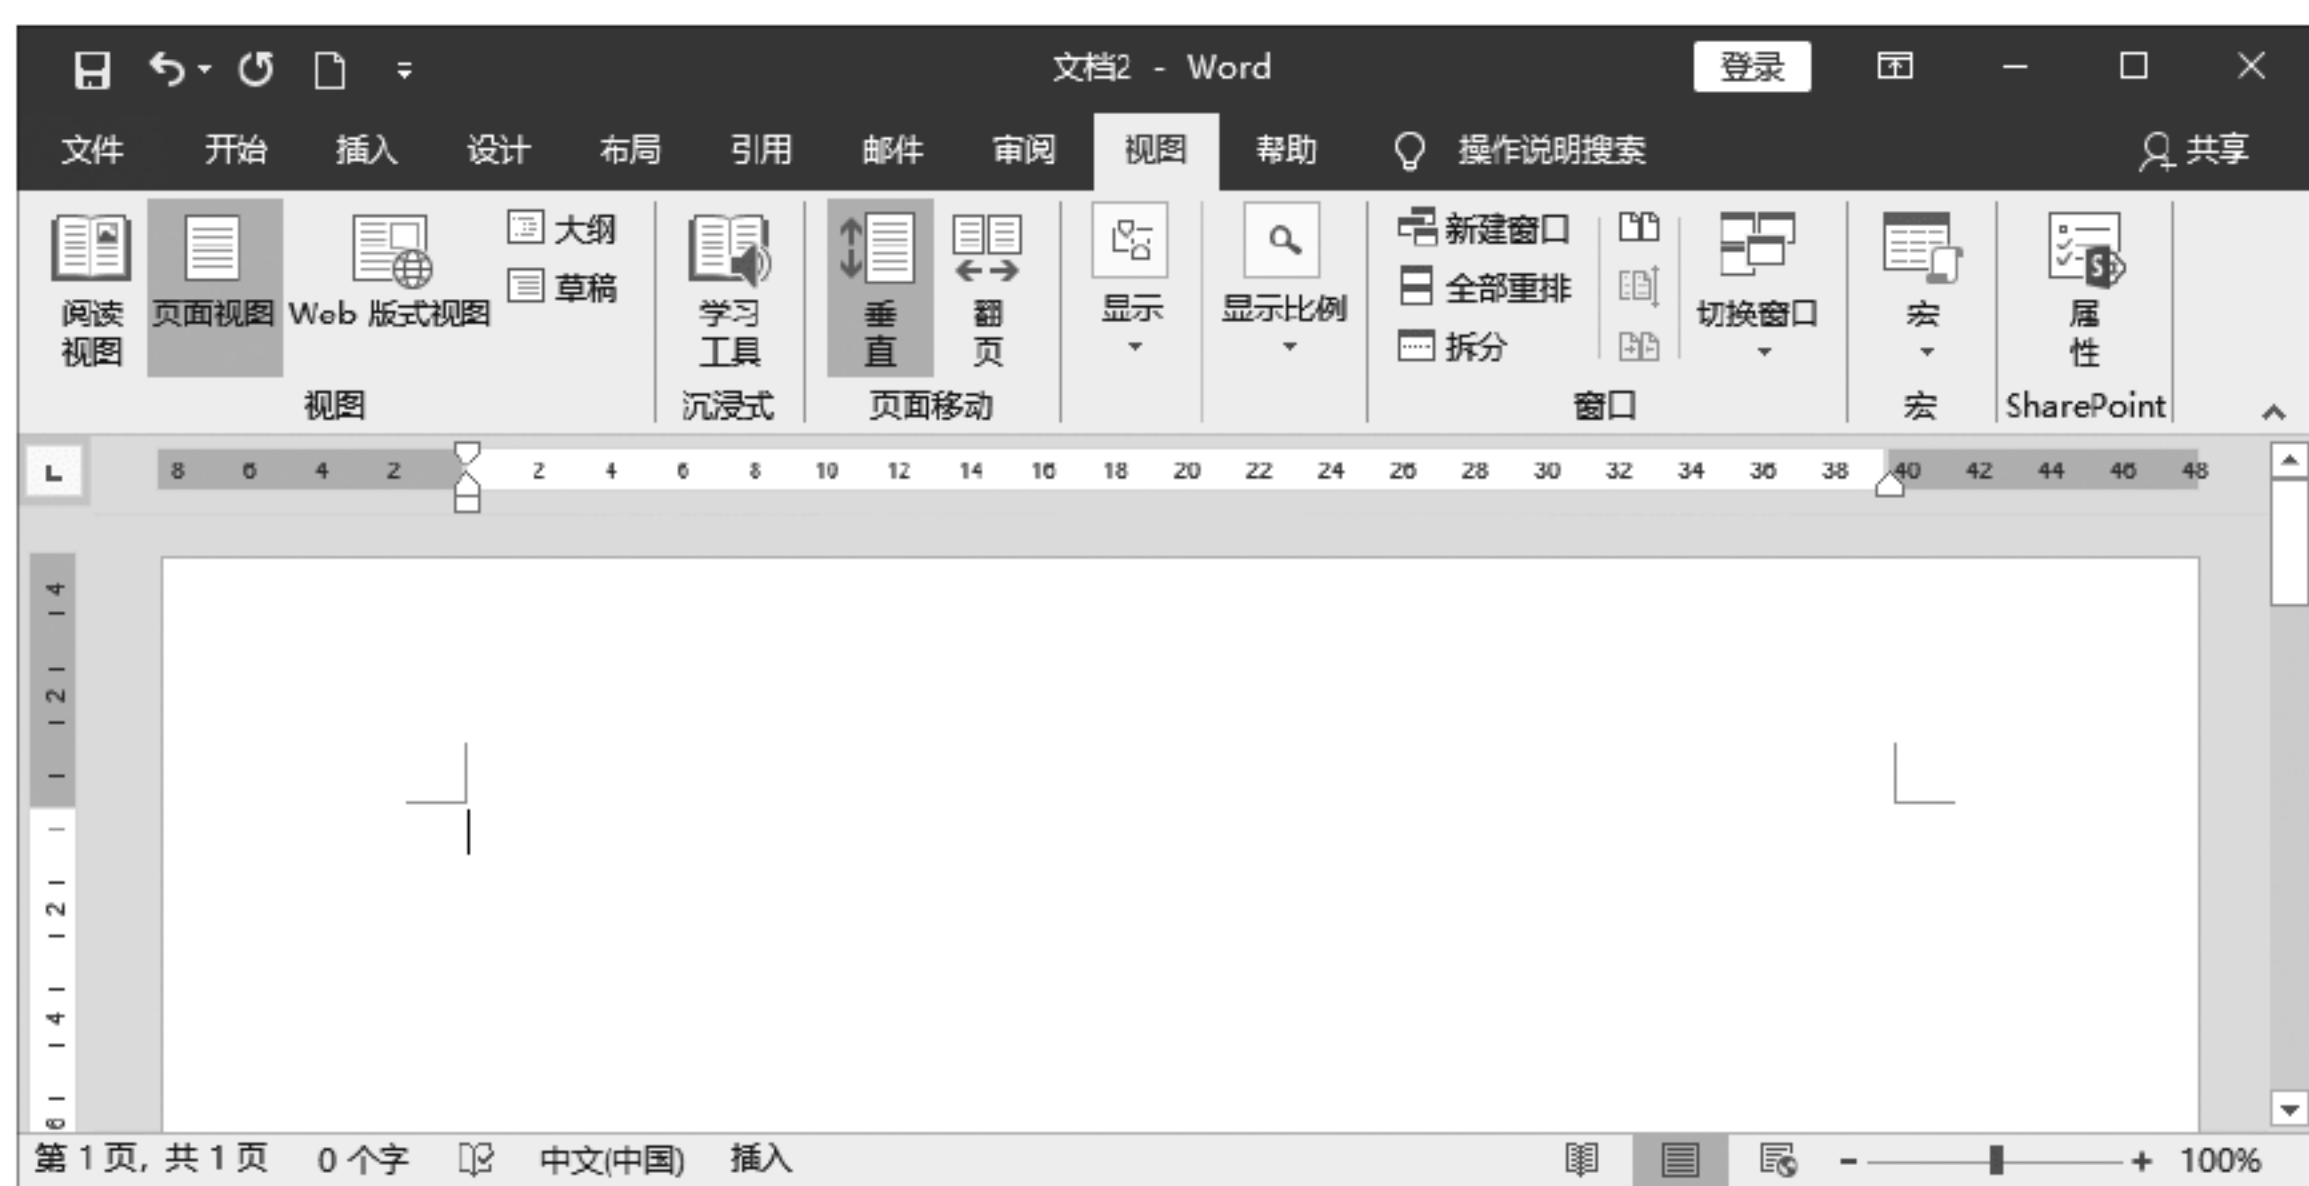 文档2 - Word
登录
文件 开始 插入 设计 布局 引用 邮件 审阅 视图 帮助 操作说明搜索 共享
阅读
视图
页面视图
Web 版式视图
大纲
草稿
视图
学习
工具
沉浸式
垂
直
翻
页
页面移动
显示
显示比例
新建窗口
全部重排
拆分
切换窗口
窗口
宏
宏
属
性
SharePoint
L
8 6 4 2 2 4 6 8 10 12 14 16 18 20 22 24 26 28 30 32 34 36 38 40 42 44 46 48
4
2
2
4
6
第 1 页, 共 1 页 0 个字 中文(中国) 插入 - + 100%